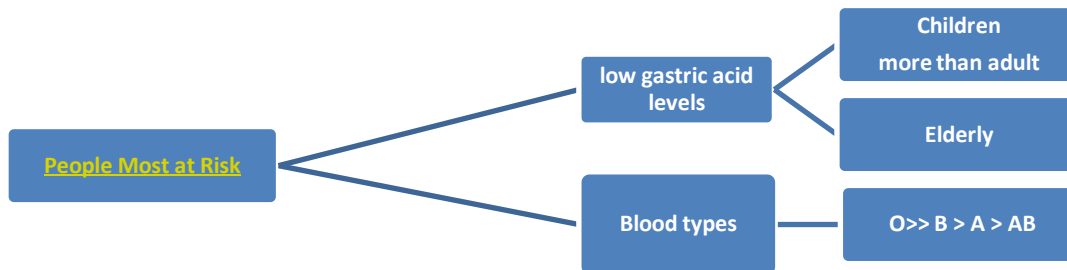 People Most at Risk
low gastric acid
levels
Children
more than adult
Elderly
Blood types
O>> B > A > AB